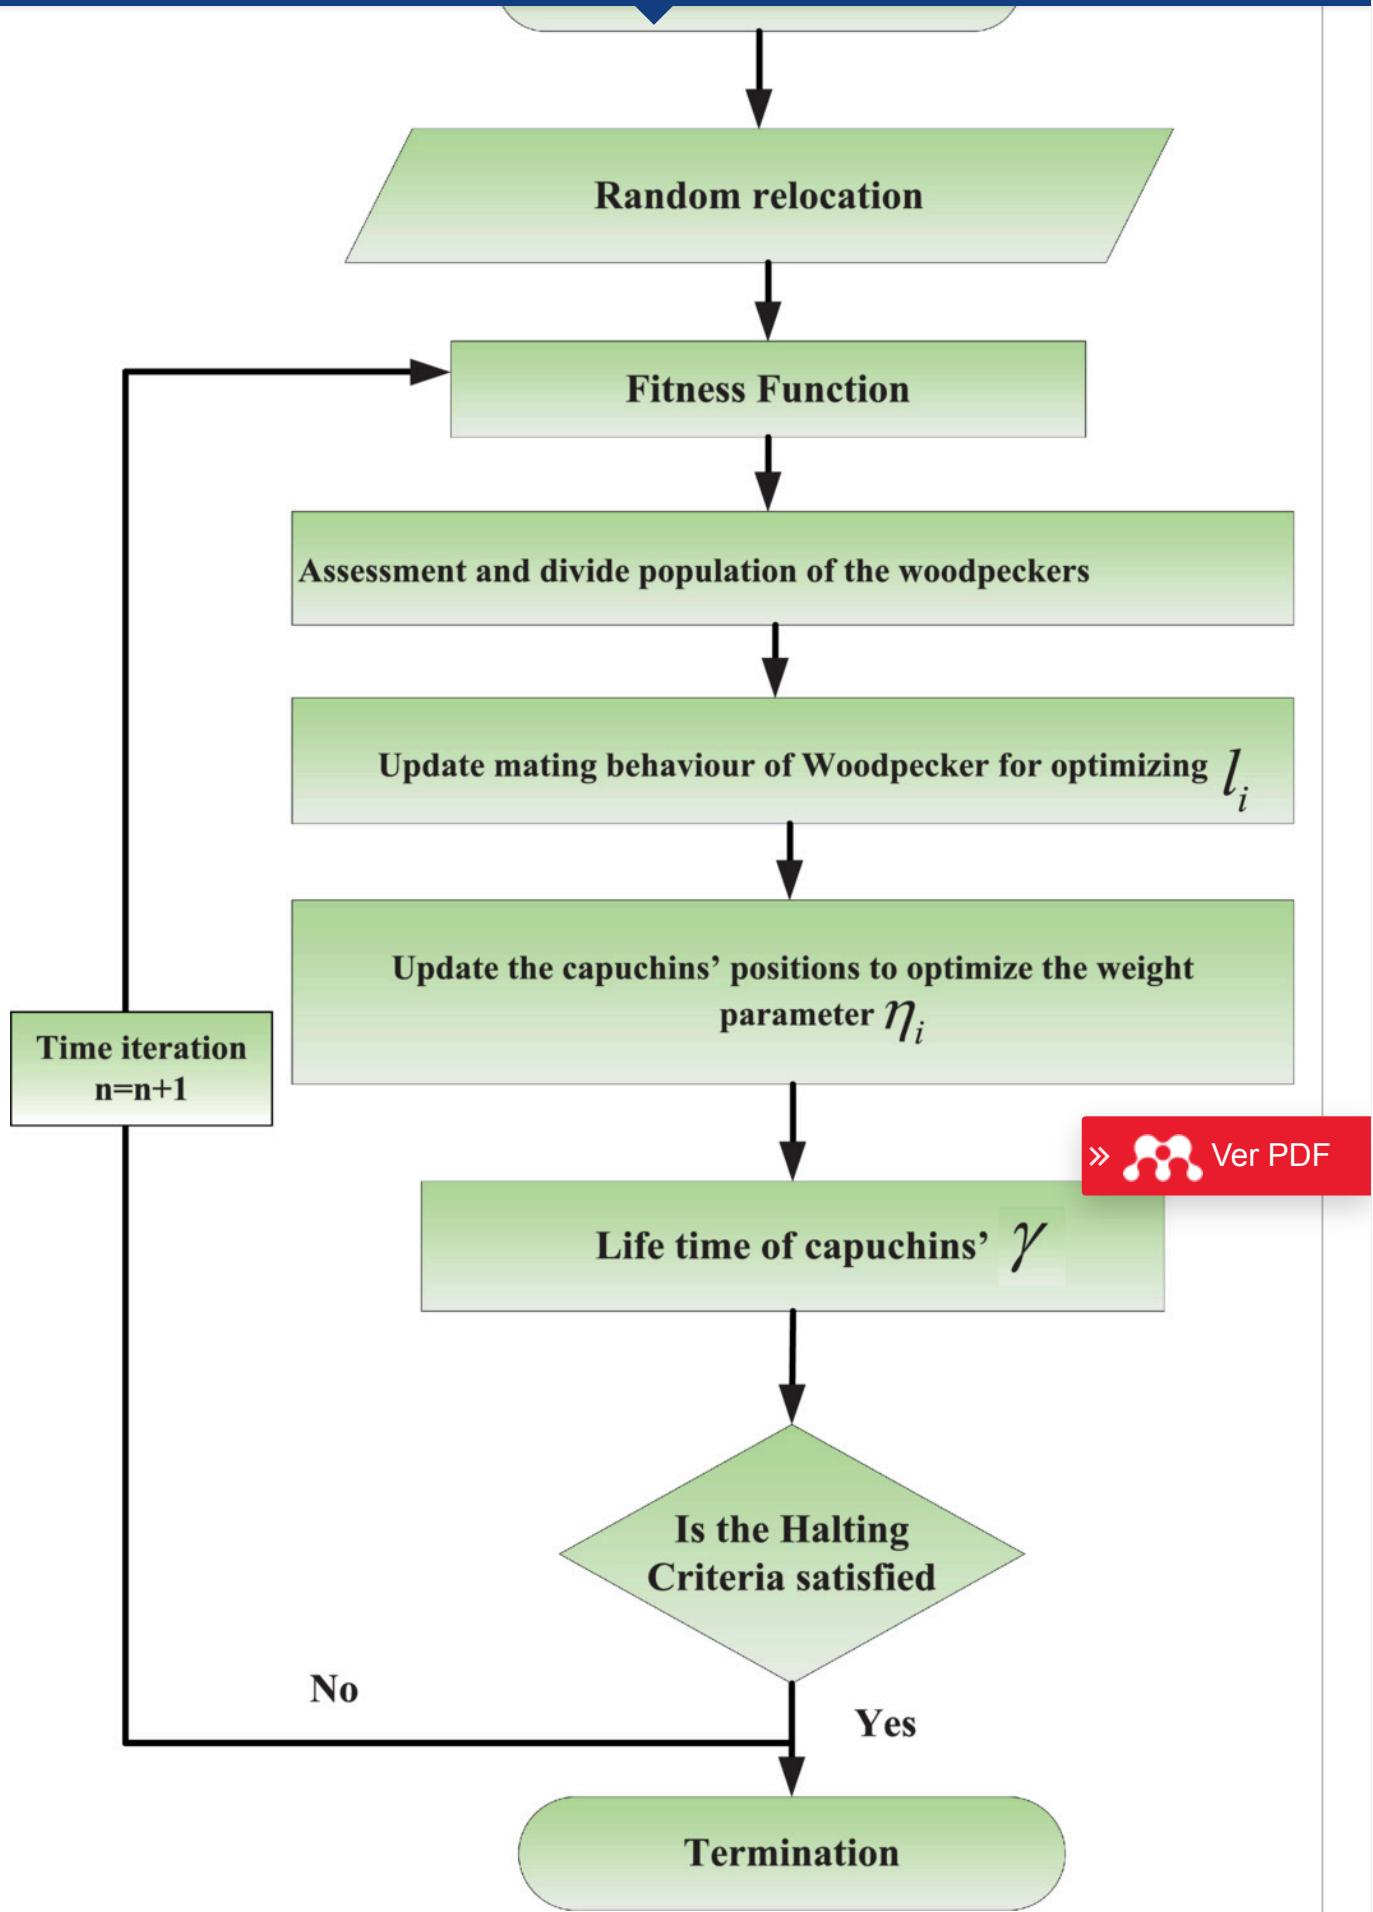 Random relocation
Fitness Function
Assessment and divide population of the woodpeckers
Update mating behaviour of Woodpecker for optimizing lᵢ
Update the capuchins’ positions to optimize the weight
parameter ηᵢ
Time iteration
n=n+1
» Ver PDF
Life time of capuchins’ γ
Is the Halting
Criteria satisfied
No
Yes
Termination